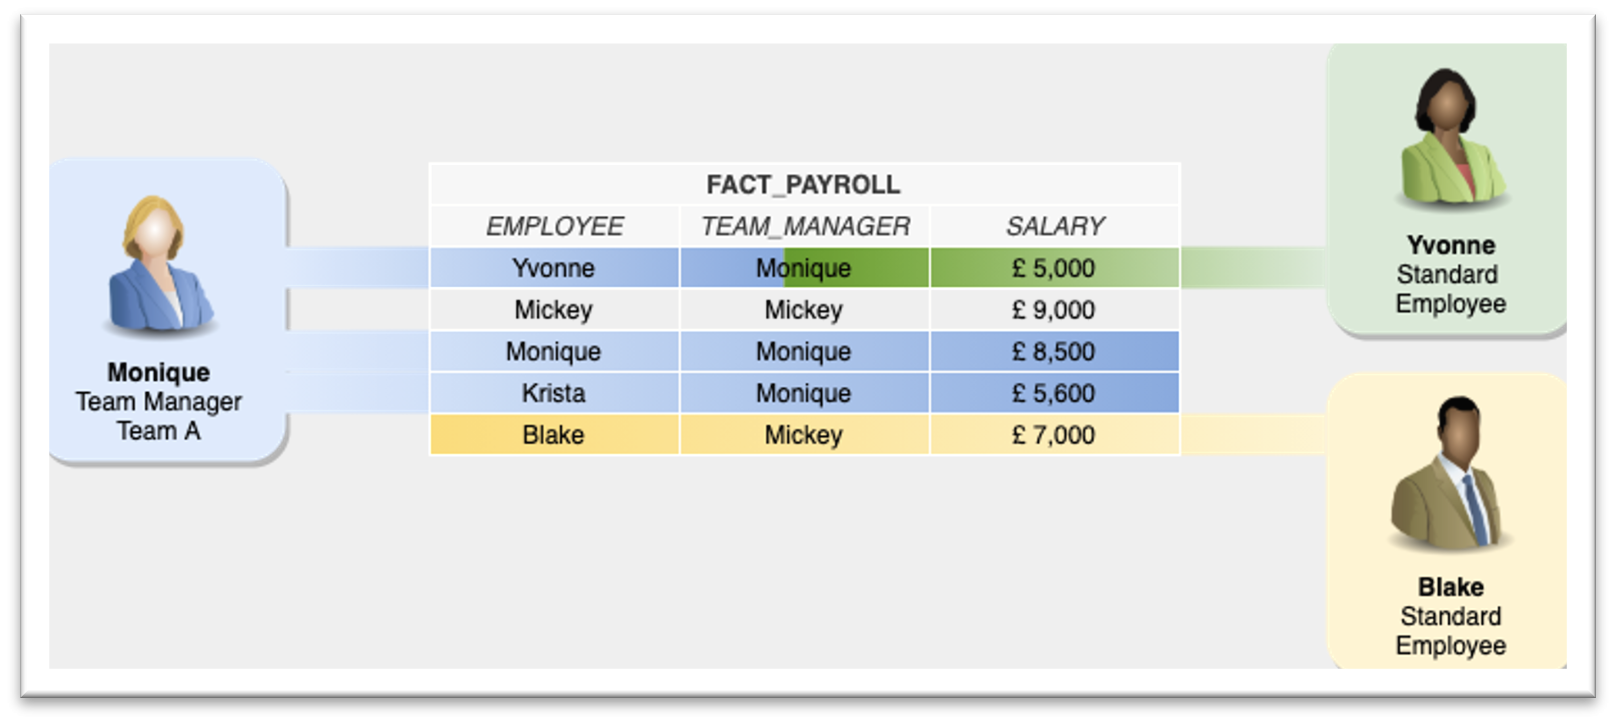 FACT_PAYROLL
EMPLOYEE TEAM_MANAGER SALARY
Yvonne Monique £ 5,000
Mickey Mickey £ 9,000
Monique Monique £ 8,500
Krista Monique £ 5,600
Blake Mickey £ 7,000
Monique
Team Manager
Team A
Yvonne
Standard
Employee
Blake
Standard
Employee